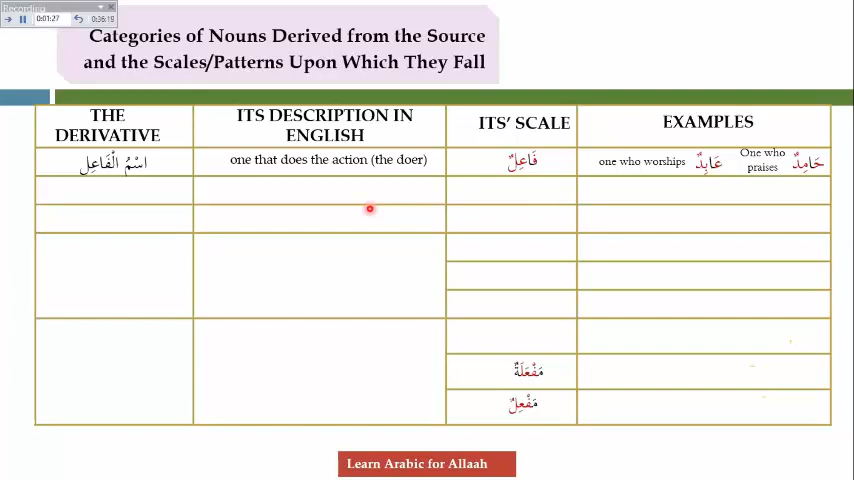 Recording
0:01:27
0:36:19
Categories of Nouns Derived from the Source
and the Scales/Patterns Upon Which They Fall
THE
DERIVATIVE
ITS DESCRIPTION IN
ENGLISH
ITS’ SCALE
EXAMPLES
اسْمُ الْفَاعِلِ
one that does the action (the doer)
فَاعِلٌ
one who worships عَابِدٌ
One who
praises
حَامِدٌ
مَفْعَلَةٌ
مَفْعِلٌ
Learn Arabic for Allaah